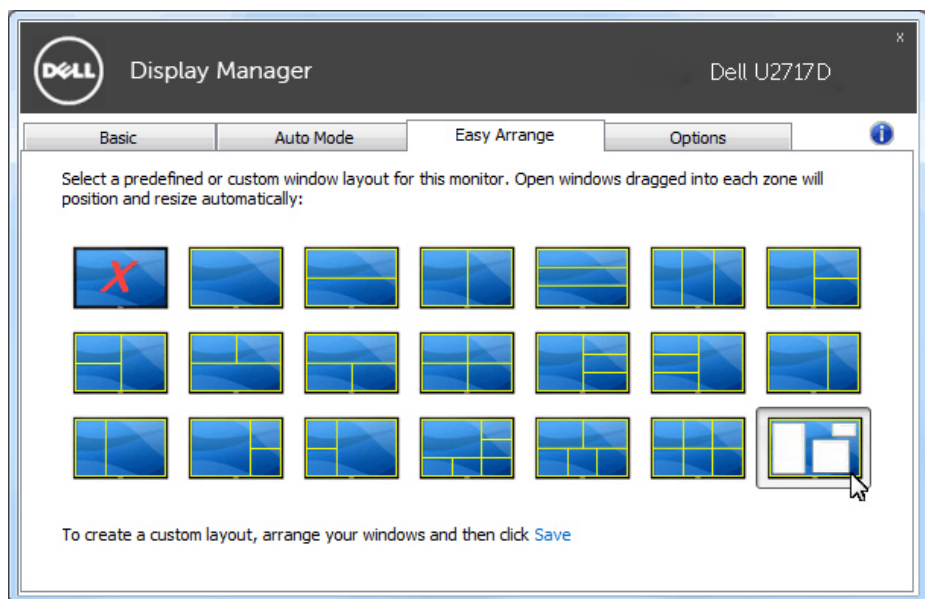 x
DELL
Display Manager
Dell U2717D
Basic
Auto Mode
Easy Arrange
Options
i
Select a predefined or custom window layout for this monitor. Open windows dragged into each zone will
position and resize automatically:
X
To create a custom layout, arrange your windows and then click Save